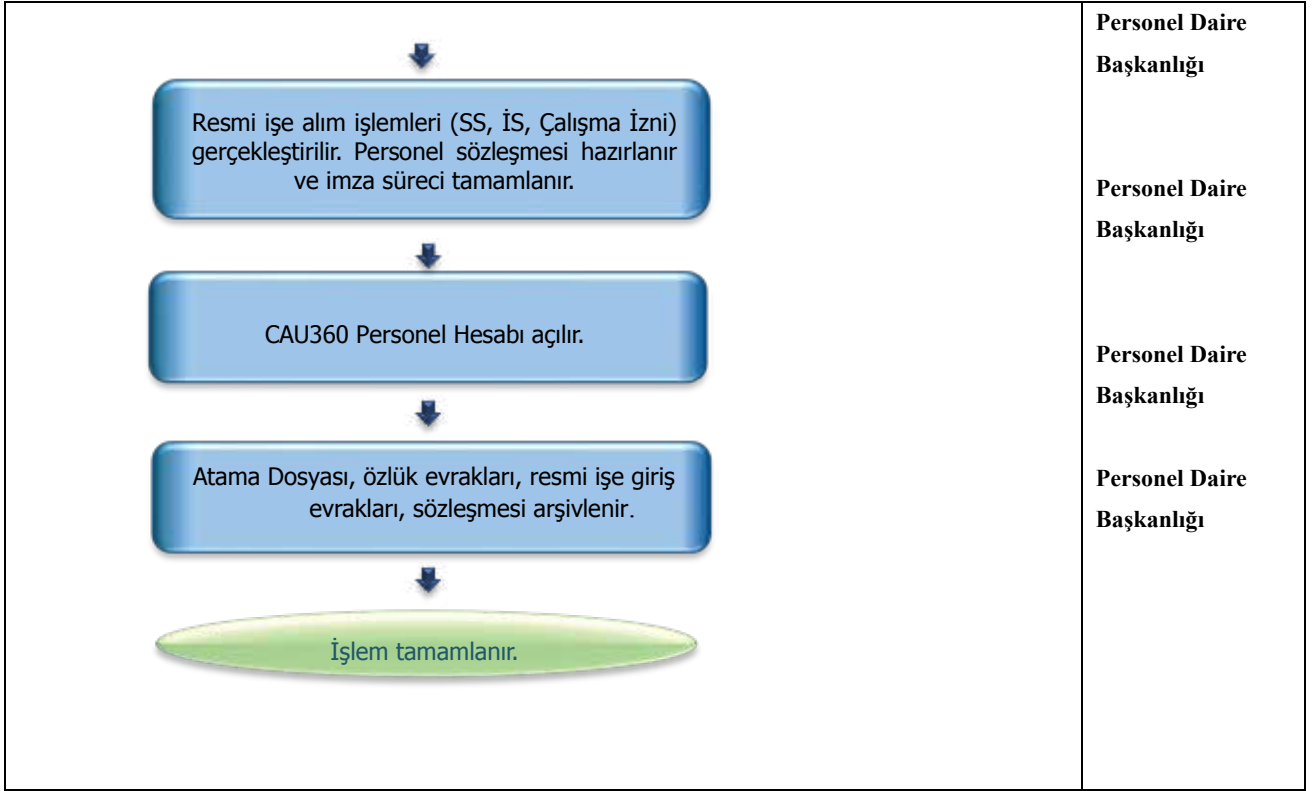 Resmi işe alım işlemleri (SS, İS, Çalışma İzni)
gerçekleştirilir. Personel sözleşmesi hazırlanır
ve imza süreci tamamlanır.
CAU360 Personel Hesabı açılır.
Atama Dosyası, özlük evrakları, resmi işe giriş
evrakları, sözleşmesi arşivlenir.
İşlem tamamlanır.
Personel Daire
Başkanlığı
Personel Daire
Başkanlığı
Personel Daire
Başkanlığı
Personel Daire
Başkanlığı